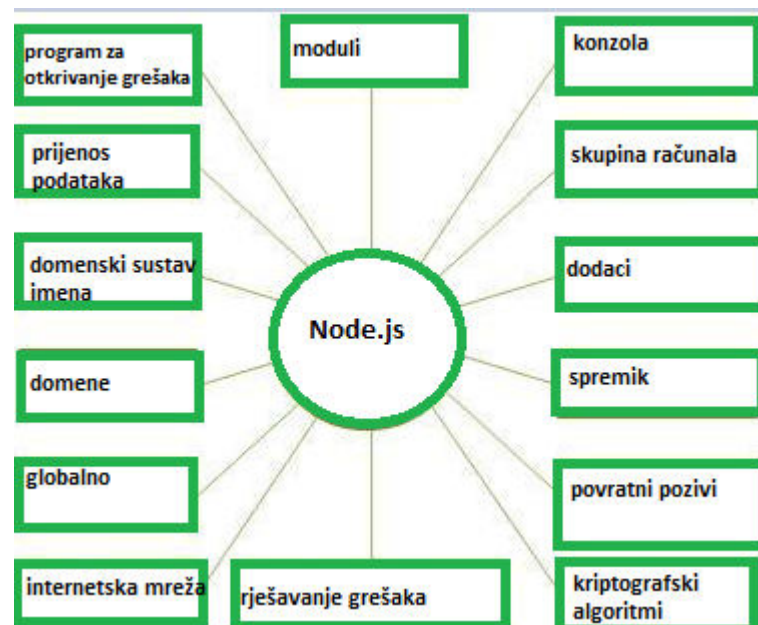 program za
otkrivanje grešaka
moduli
konzola
prijenos
podataka
skupina računala
domenski sustav
imena
dodaci
Node.js
domene
spremik
globalno
povratni pozivi
internetska mreža
rješavanje grešaka
kriptografski
algoritmi